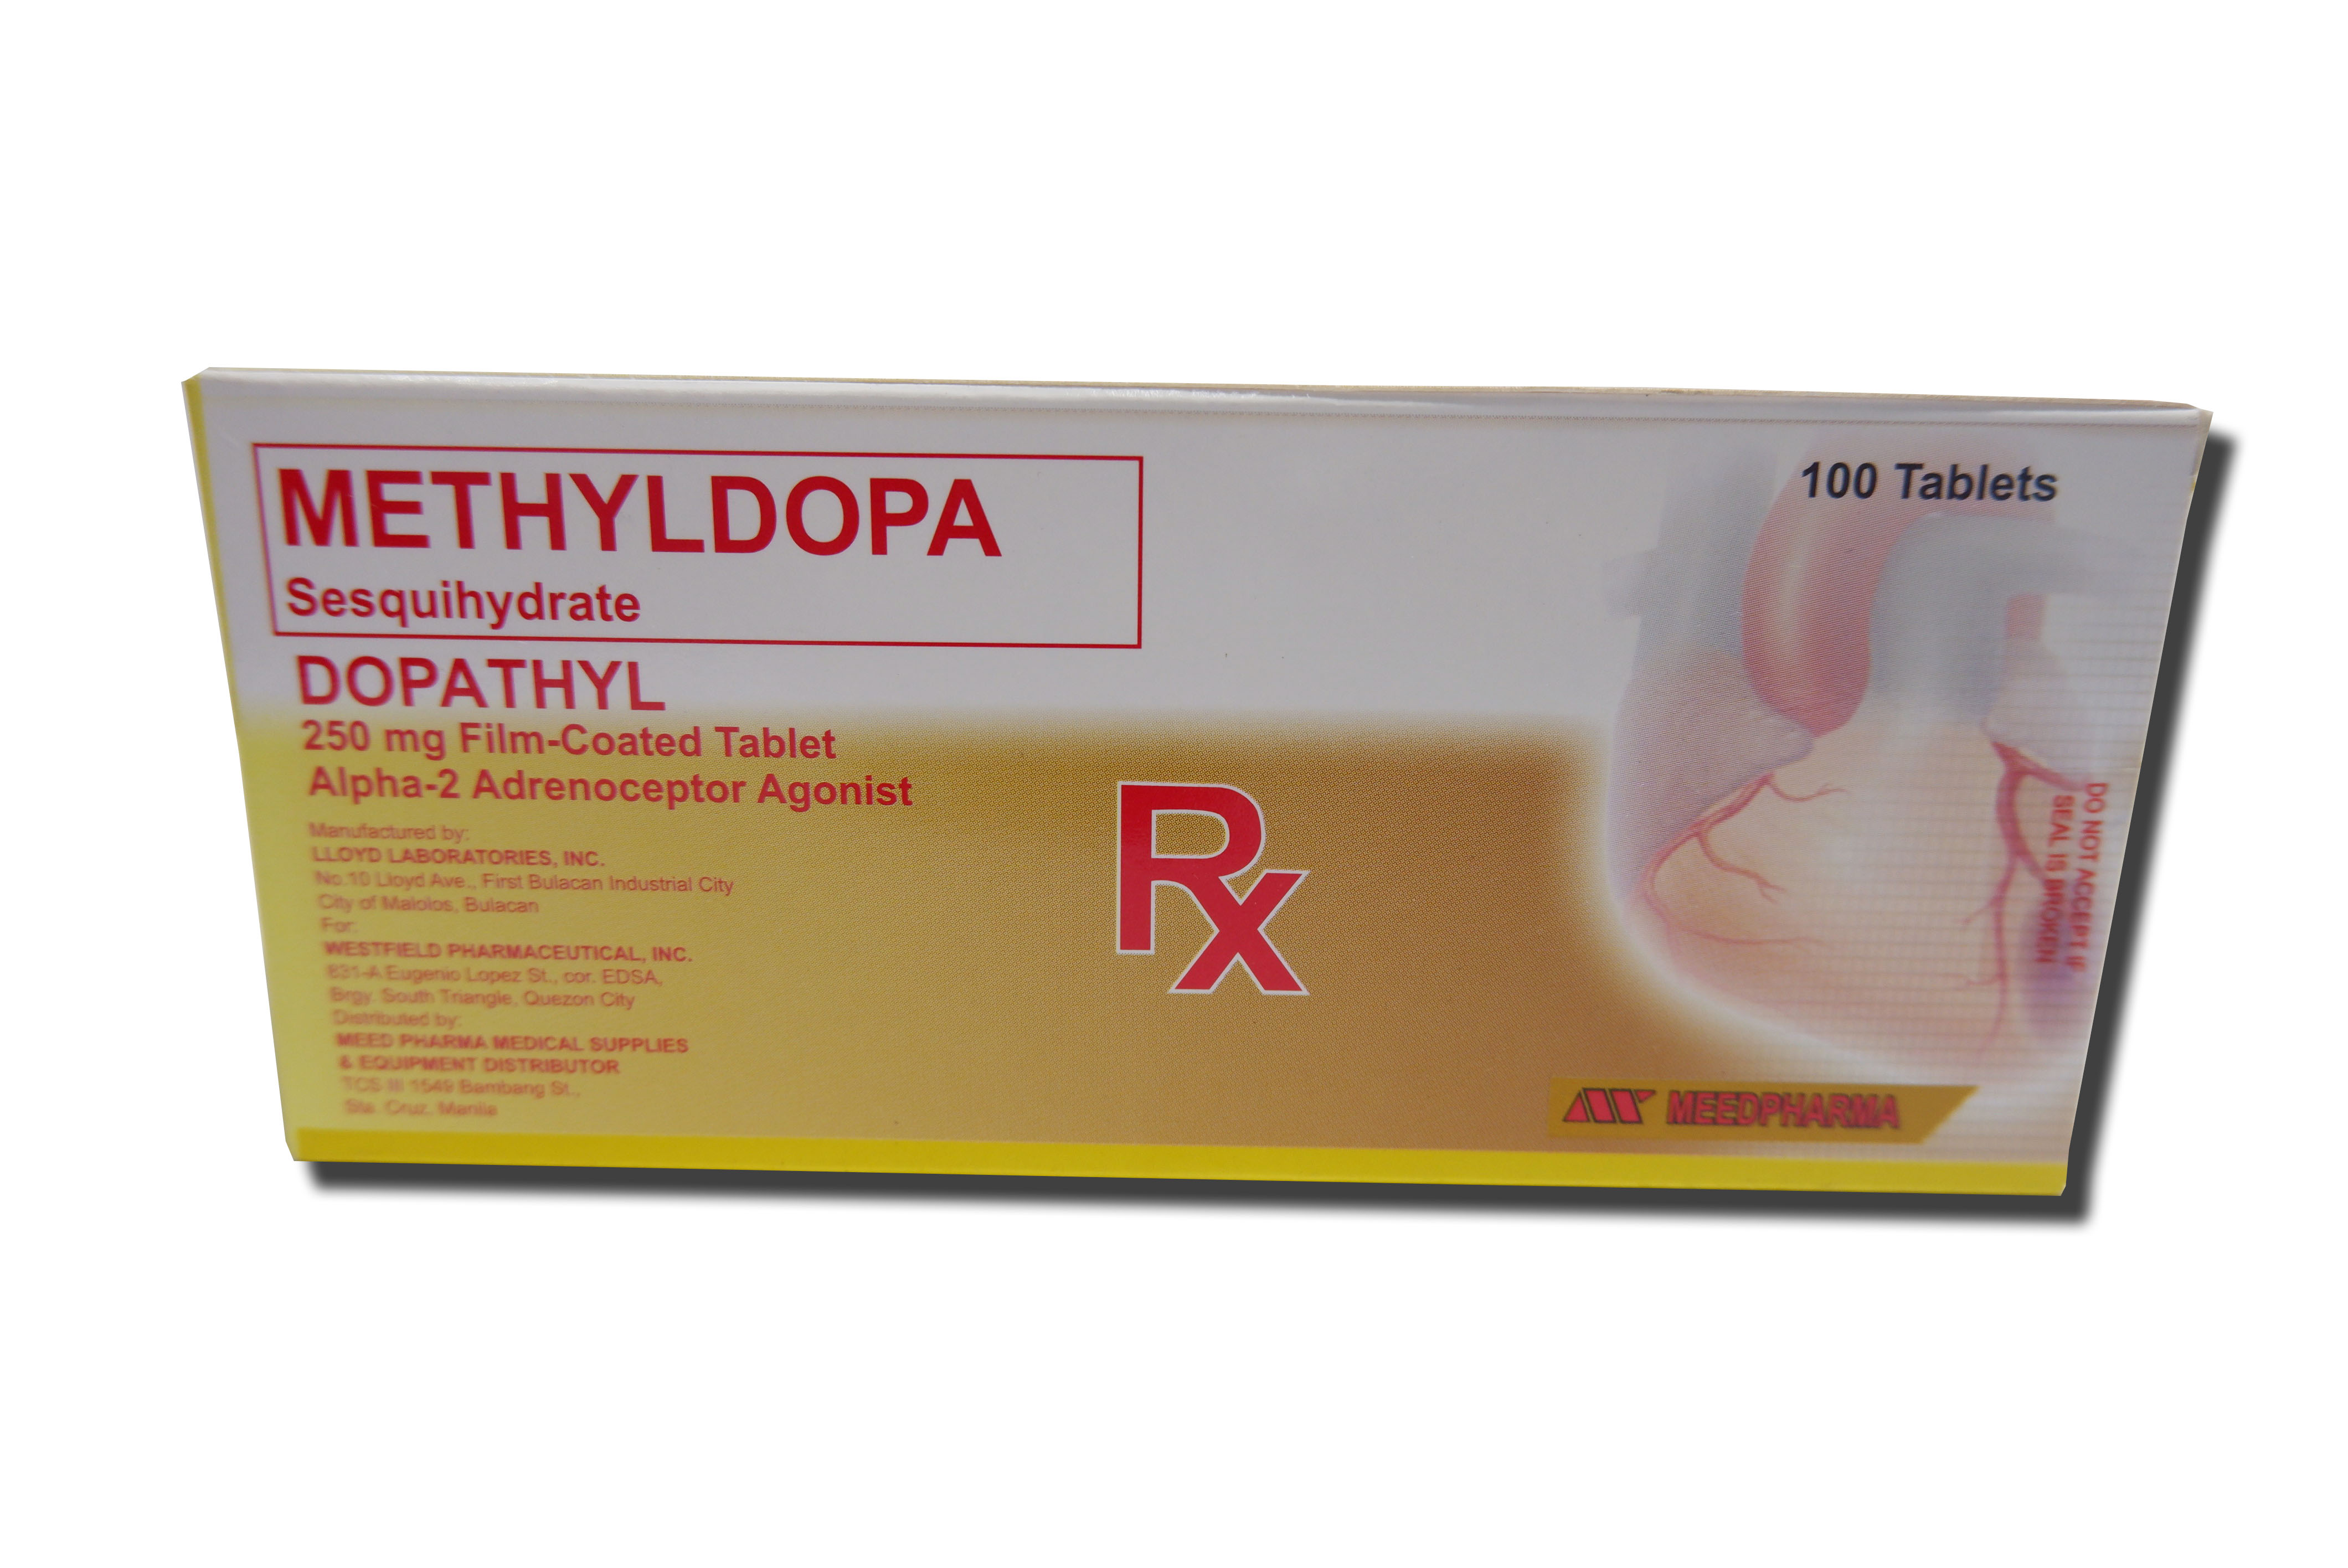 METHYLDOPA
Sesquihydrate
DOPATHYL
250 mg Film-Coated Tablet
Alpha-2 Adrenoceptor Agonist
Manufactured by:
LLOYD LABORATORIES, INC.
No.10 Lloyd Ave., First Bulacan Industrial City
City of Malolos, Bulacan
For:
WESTFIELD PHARMACEUTICAL, INC.
831-A Eugenio Lopez St., cor. EDSA,
Brgy. South Triangle, Quezon City
Distributed by:
MEED PHARMA MEDICAL SUPPLIES
& EQUIPMENT DISTRIBUTOR
TCS III 1549 Bambang St.,
Sta. Cruz, Manila
Rx
100 Tablets
DO NOT ACCEPT IF
SEAL IS BROKEN
MEEDPHARMA